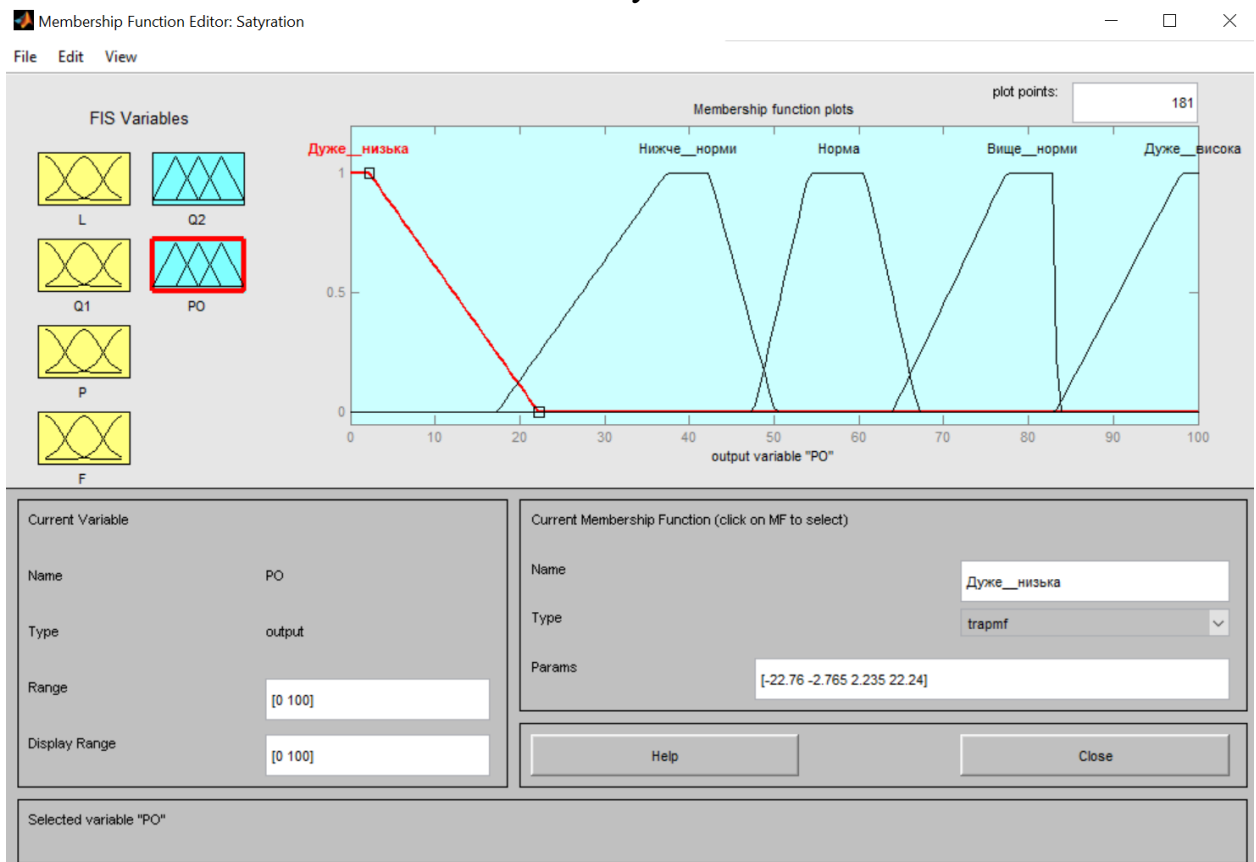 Membership Function Editor: Satyration
File Edit View
FIS Variables
L
Q2
Q1
PO
P
F
plot points:
181
Membership function plots
Дуже__низька Нижче__норми Норма Вище__норми Дуже__висока
1
0.5
0
0 10 20 30 40 50 60 70 80 90 100
output variable "PO"
Current Variable
Name PO
Type output
Range [0 100]
Display Range [0 100]
Current Membership Function (click on MF to select)
Name Дуже__низька
Type trapmf
Params [-22.76 -2.765 2.235 22.24]
Help Close
Selected variable "PO"